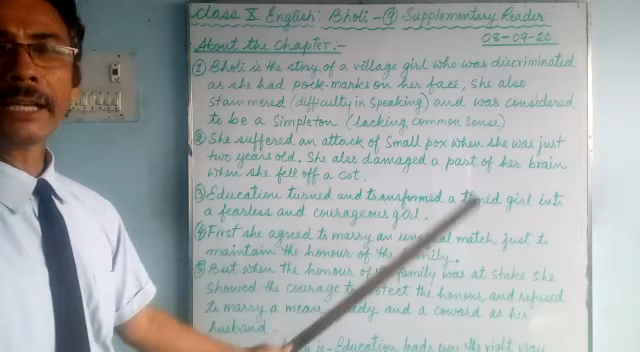 Class X English: Bholi - 9 Supplementary Reader
08-09-20
About the Chapter:-
① Bholi is the story of a village girl who was discriminated
as she had pock-marks on her face, she also
stammered (difficulty in speaking) and was considered
to be a simpleton (lacking common sense)
② She suffered an attack of Small pox when she was just
two years old. She also damaged a part of her brain
when she fell off a cot.
③ Education turned and transformed a timid girl into
a fearless and courageous girl.
④ First she agreed to marry an match just to
maintain the honour of the
⑤ But when the honour of family was at stake she
showed the courage to the honour and refused
to marry a mean and a coward as her
husband.
is - Education leads you the right way